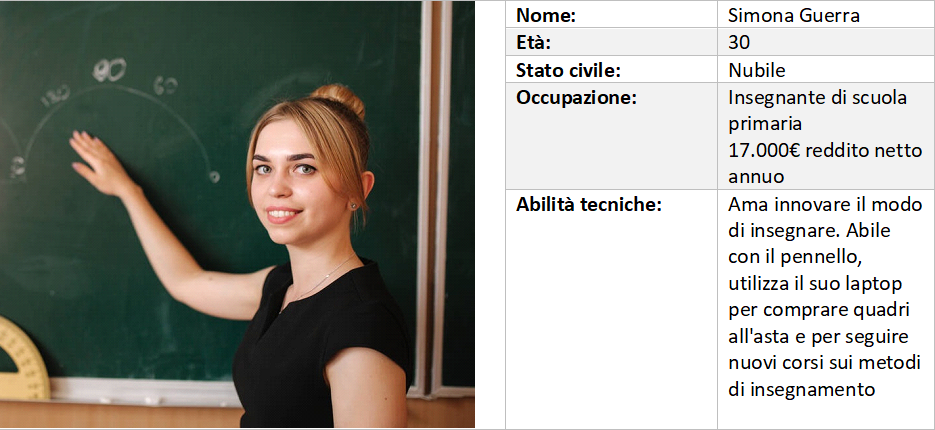 180
90
60
0
Nome: Simona Guerra
Età: 30
Stato civile: Nubile
Occupazione: Insegnante di scuola
primaria
17.000€ reddito netto
annuo
Abilità tecniche: Ama innovare il modo
di insegnare. Abile
con il pennello,
utilizza il suo laptop
per comprare quadri
all'asta e per seguire
nuovi corsi sui metodi
di insegnamento